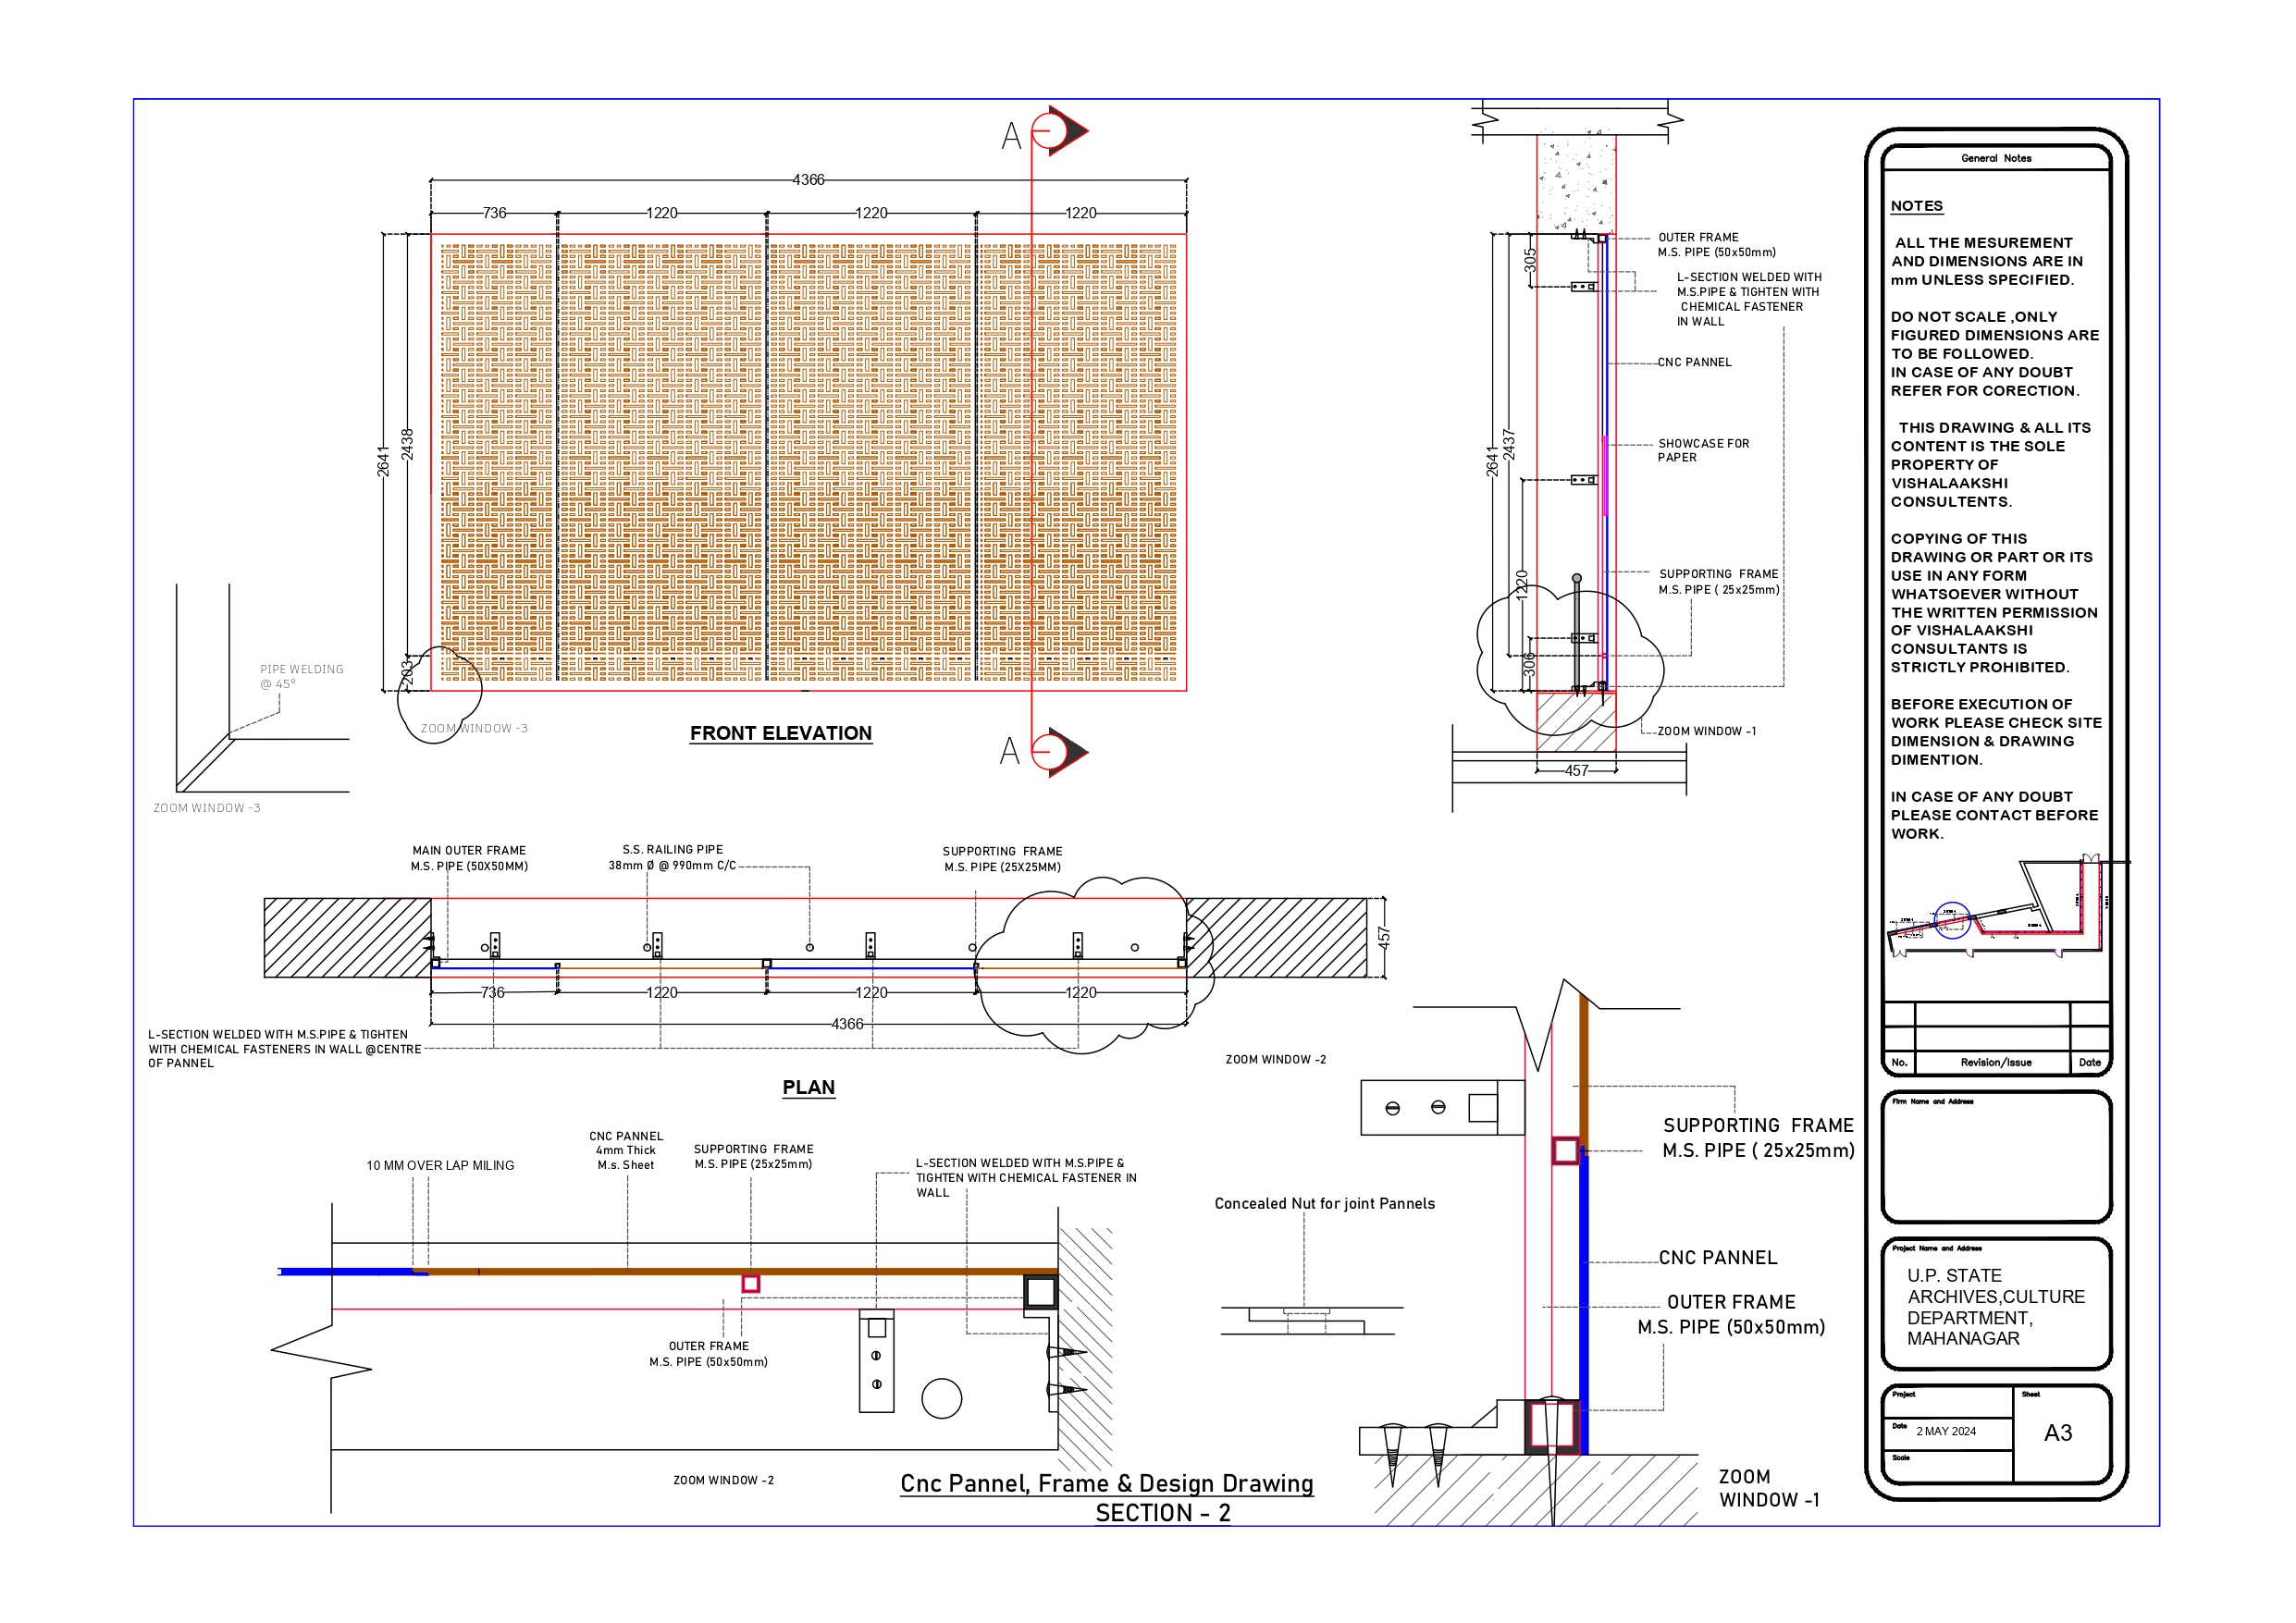 A
4366
736
1220
1220
1220
2641
2438
203
PIPE WELDING
@ 45°
ZOOM WINDOW -3
ZOOM WINDOW -3
FRONT ELEVATION
A
305
2641
2437
1220
306
457
OUTER FRAME
M.S. PIPE (50x50mm)
L-SECTION WELDED WITH
M.S.PIPE & TIGHTEN WITH
CHEMICAL FASTENER
IN WALL
CNC PANNEL
SHOWCASE FOR
PAPER
SUPPORTING FRAME
M.S. PIPE ( 25x25mm)
ZOOM WINDOW -1
MAIN OUTER FRAME
M.S. PIPE (50X50MM)
S.S. RAILING PIPE
38mm Ø @ 990mm C/C
SUPPORTING FRAME
M.S. PIPE (25X25MM)
457
736
1220
1220
1220
4366
L-SECTION WELDED WITH M.S.PIPE & TIGHTEN
WITH CHEMICAL FASTENERS IN WALL @CENTRE
OF PANNEL
ZOOM WINDOW -2
PLAN
10 MM OVER LAP MILING
CNC PANNEL
4mm Thick
M.s. Sheet
SUPPORTING FRAME
M.S. PIPE (25x25mm)
L-SECTION WELDED WITH M.S.PIPE &
TIGHTEN WITH CHEMICAL FASTENER IN
WALL
OUTER FRAME
M.S. PIPE (50x50mm)
ZOOM WINDOW -2
Concealed Nut for joint Pannels
SUPPORTING FRAME
M.S. PIPE ( 25x25mm)
CNC PANNEL
OUTER FRAME
M.S. PIPE (50x50mm)
ZOOM
WINDOW -1
Cnc Pannel, Frame & Design Drawing
SECTION - 2
General Notes
NOTES
ALL THE MESUREMENT
AND DIMENSIONS ARE IN
mm UNLESS SPECIFIED.
DO NOT SCALE ,ONLY
FIGURED DIMENSIONS ARE
TO BE FOLLOWED.
IN CASE OF ANY DOUBT
REFER FOR CORECTION.
THIS DRAWING & ALL ITS
CONTENT IS THE SOLE
PROPERTY OF
VISHALAAKSHI
CONSULTENTS.
COPYING OF THIS
DRAWING OR PART OR ITS
USE IN ANY FORM
WHATSOEVER WITHOUT
THE WRITTEN PERMISSION
OF VISHALAAKSHI
CONSULTANTS IS
STRICTLY PROHIBITED.
BEFORE EXECUTION OF
WORK PLEASE CHECK SITE
DIMENSION & DRAWING
DIMENTION.
IN CASE OF ANY DOUBT
PLEASE CONTACT BEFORE
WORK.
No. Revision/Issue Date
Firm Name and Address
Project Name and Address
U.P. STATE
ARCHIVES,CULTURE
DEPARTMENT,
MAHANAGAR
Project
Sheet
Date 2 MAY 2024
A3
Scale